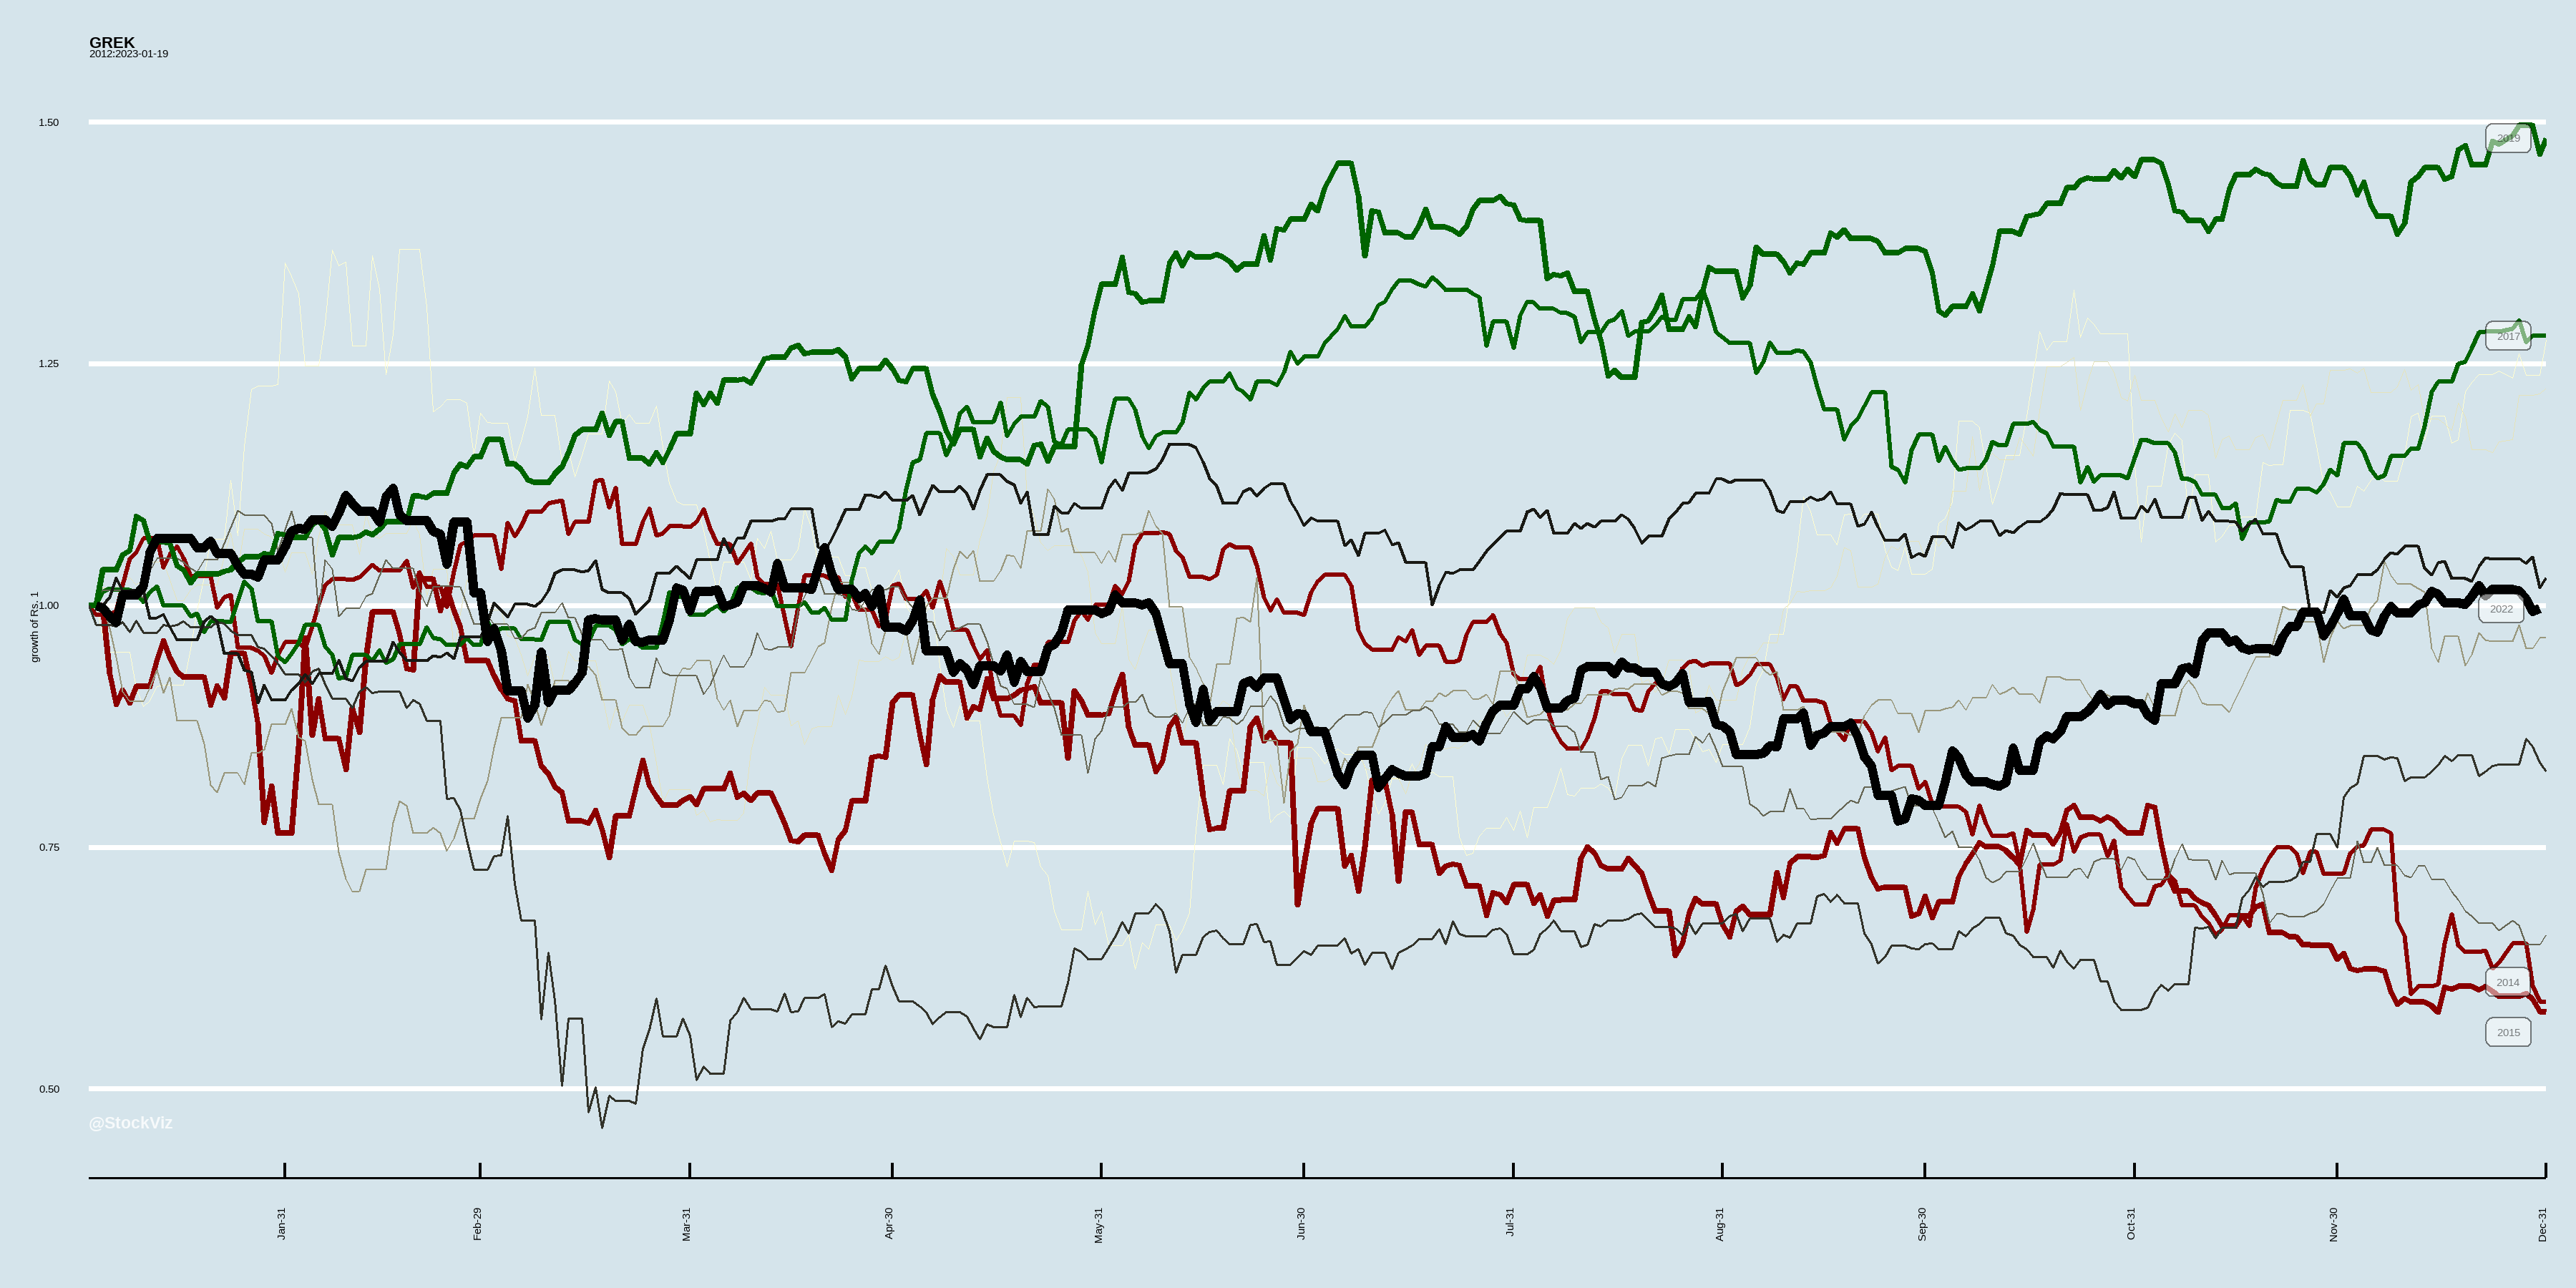 GREK
2012:2023-01-19
1.50
1.25
1.00
0.75
0.50
growth of Rs. 1
2019
2017
2022
2014
2015
@StockViz
Jan-31
Feb-29
Mar-31
Apr-30
May-31
Jun-30
Jul-31
Aug-31
Sep-30
Oct-31
Nov-30
Dec-31